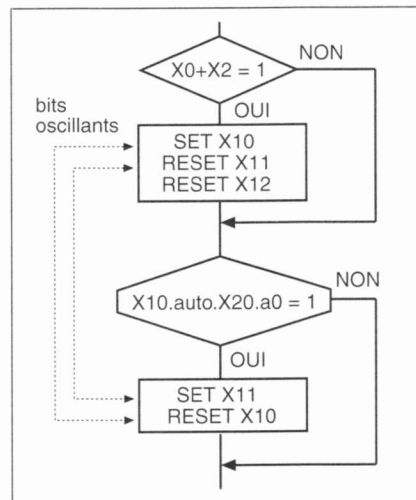 X0+X2 = 1
NON
OUI
bits
oscillants
SET X10
RESET X11
RESET X12
X10.auto.X20.a0 = 1
NON
OUI
SET X11
RESET X10